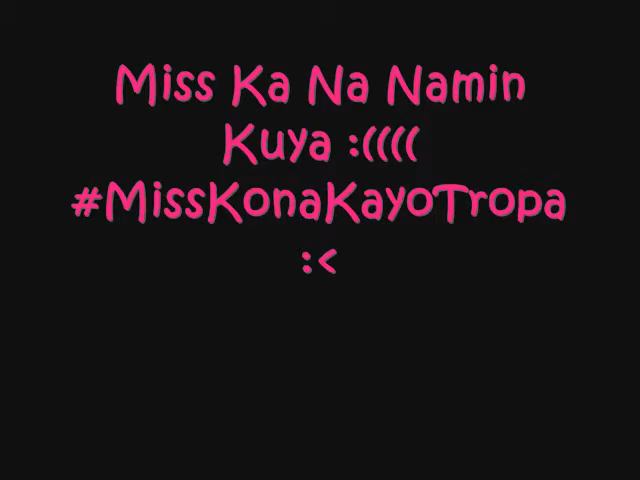 Miss Ka Na Namin
Kuya :((((
#MissKonaKayoTropa
:<